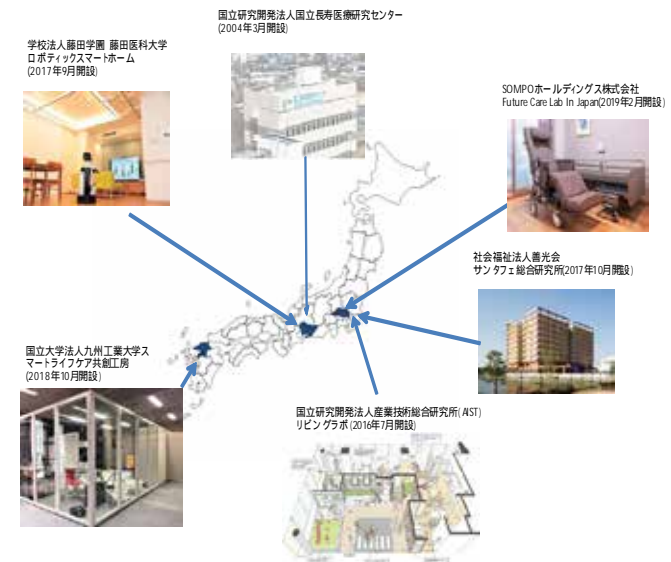 国立研究開発法人国立長寿医療研究センター
(2004年3月開設)
学校法人藤田学園 藤田医科大学
ロボティックスマートホーム
(2017年9月開設)
SOMPOホールディングス株式会社
Future Care Lab In Japan(2019年2月開設)
社会福祉法人善光会
サンタフェ総合研究所(2017年10月開設)
国立大学法人九州工業大学ス
マートライフケア共創工房
(2018年10月開設)
国立研究開発法人産業技術総合研究所(AIST)
リビングラボ(2016年7月開設)